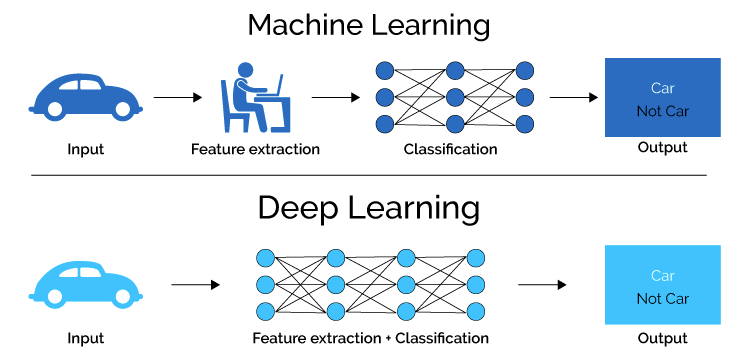 Machine Learning
Input
Feature extraction
Classification
Car
Not Car
Output
Deep Learning
Input
Feature extraction + Classification
Car
Not Car
Output